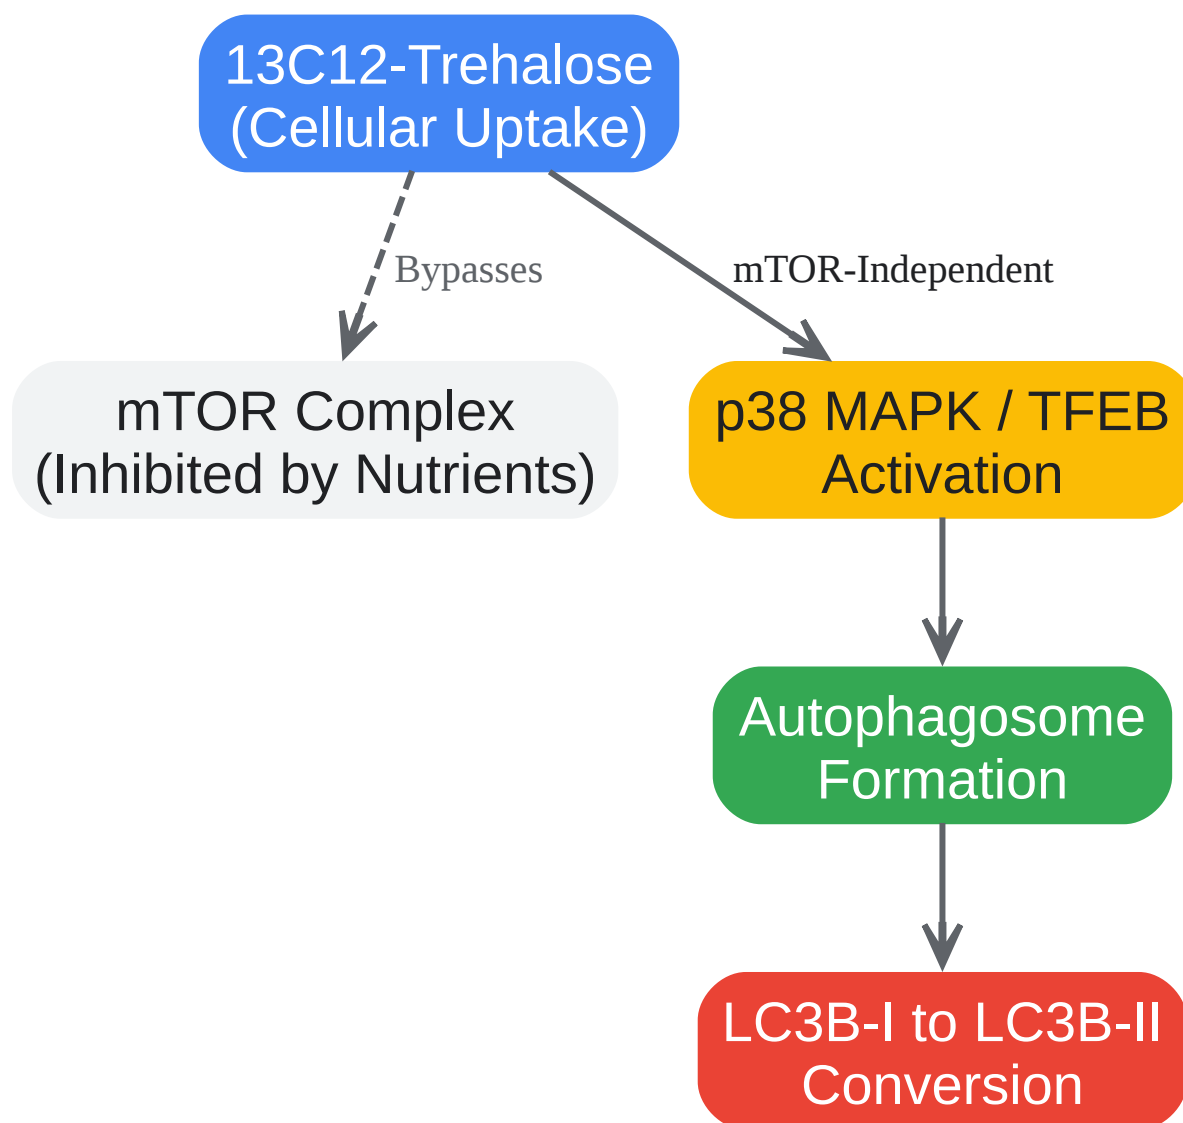 13C12-Trehalose
(Cellular Uptake)
Bypasses
mTOR-Independent
mTOR Complex
(Inhibited by Nutrients)
p38 MAPK / TFEB
Activation
Autophagosome
Formation
LC3B-I to LC3B-II
Conversion